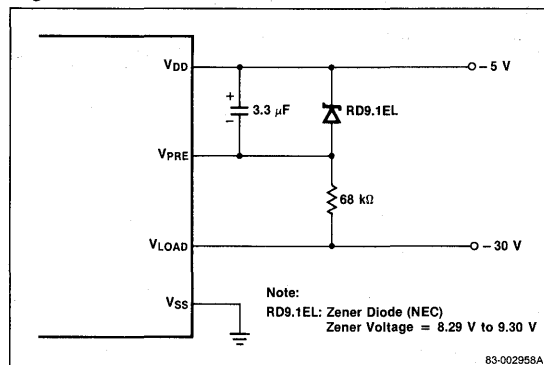 VDD
– 5 V
+
3.3 μF
–
RD9.1EL
VPRE
68 kΩ
VLOAD
– 30 V
VSS
Note:
RD9.1EL: Zener Diode (NEC)
Zener Voltage = 8.29 V to 9.30 V
83-002958A